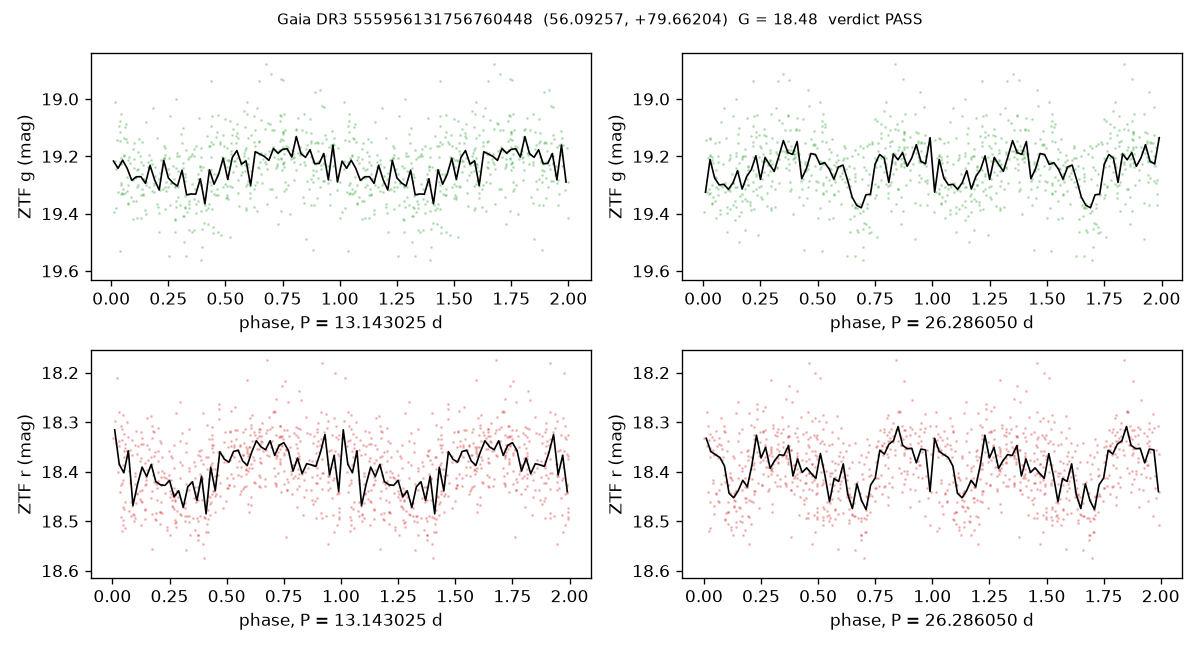 Gaia DR3 555956131756760448  (56.09257, +79.66204)  G = 18.48  verdict PASS
ZTF g (mag)
19.0
19.2
19.4
19.6
0.00 0.25 0.50 0.75 1.00 1.25 1.50 1.75 2.00
phase, P = 13.143025 d
ZTF g (mag)
19.0
19.2
19.4
19.6
0.00 0.25 0.50 0.75 1.00 1.25 1.50 1.75 2.00
phase, P = 26.286050 d
ZTF r (mag)
18.2
18.3
18.4
18.5
18.6
0.00 0.25 0.50 0.75 1.00 1.25 1.50 1.75 2.00
phase, P = 13.143025 d
ZTF r (mag)
18.2
18.3
18.4
18.5
18.6
0.00 0.25 0.50 0.75 1.00 1.25 1.50 1.75 2.00
phase, P = 26.286050 d